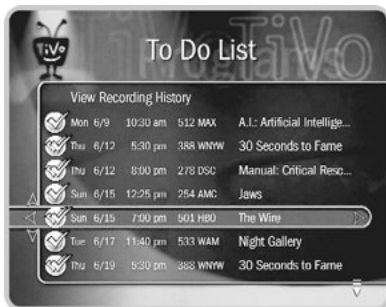 TiVo
To Do List
View Recording History
Mon 6/9 10:30 am 512 MAX A.I.: Artificial Intellige...
Thu 6/12 5:30 pm 388 WNYW 30 Seconds to Fame
Thu 6/12 8:00 pm 278 DSC Manual: Critical Resc...
Sun 6/15 12:25 pm 254 AMC Jaws
Sun 6/15 7:00 pm 501 HBO The Wire
Tue 6/17 11:40 pm 533 WAM Night Gallery
Thu 6/19 5:30 pm 388 WNYW 30 Seconds to Fame